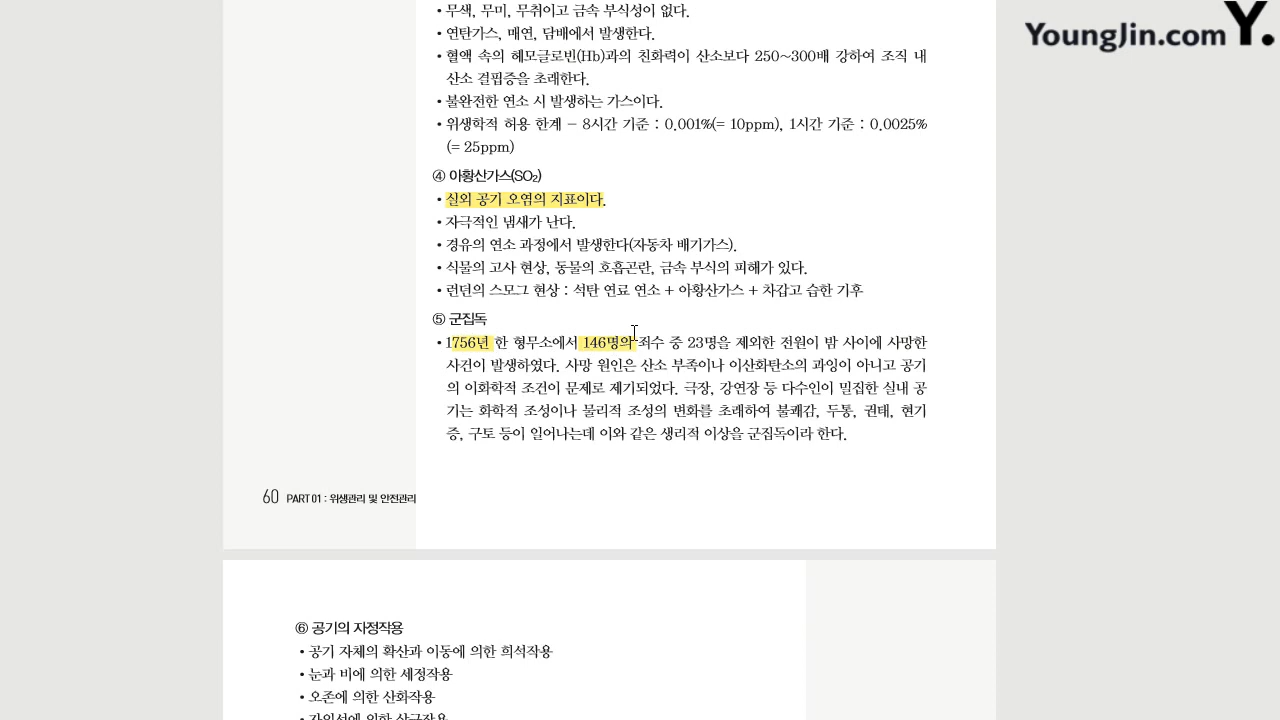 • 무색, 무미, 무취이고 금속 부식성이 없다.
YoungJin.com Y.
• 연탄가스, 매연, 담배에서 발생한다.
• 혈액 속의 헤모글로빈(Hb)과의 친화력이 산소보다 250~300배 강하여 조직 내
산소 결핍증을 초래한다.
• 불완전한 연소 시 발생하는 가스이다.
• 위생학적 허용 한계 – 8시간 기준 : 0.001%(= 10ppm), 1시간 기준 : 0.0025%
(= 25ppm)
④ 아황산가스(SO₂)
• 실외 공기 오염의 지표이다.
• 자극적인 냄새가 난다.
• 경유의 연소 과정에서 발생한다(자동차 배기가스).
• 식물의 고사 현상, 동물의 호흡곤란, 금속 부식의 피해가 있다.
• 런던의 스모그 현상 : 석탄 연료 연소 + 아황산가스 + 차갑고 습한 기후
⑤ 군집독
• 1756년 한 형무소에서 146명의 죄수 중 23명을 제외한 전원이 밤 사이에 사망한
사건이 발생하였다. 사망 원인은 산소 부족이나 이산화탄소의 과잉이 아니고 공기
의 이화학적 조건이 문제로 제기되었다. 극장, 강연장 등 다수인이 밀집한 실내 공
기는 화학적 조성이나 물리적 조성의 변화를 초래하여 불쾌감, 두통, 권태, 현기
증, 구토 등이 일어나는데 이와 같은 생리적 이상을 군집독이라 한다.
60 PART 01 : 위생관리 및 안전관리
⑥ 공기의 자정작용
• 공기 자체의 확산과 이동에 의한 희석작용
• 눈과 비에 의한 세정작용
• 오존에 의한 산화작용
• 자외선에 의한 살균작용